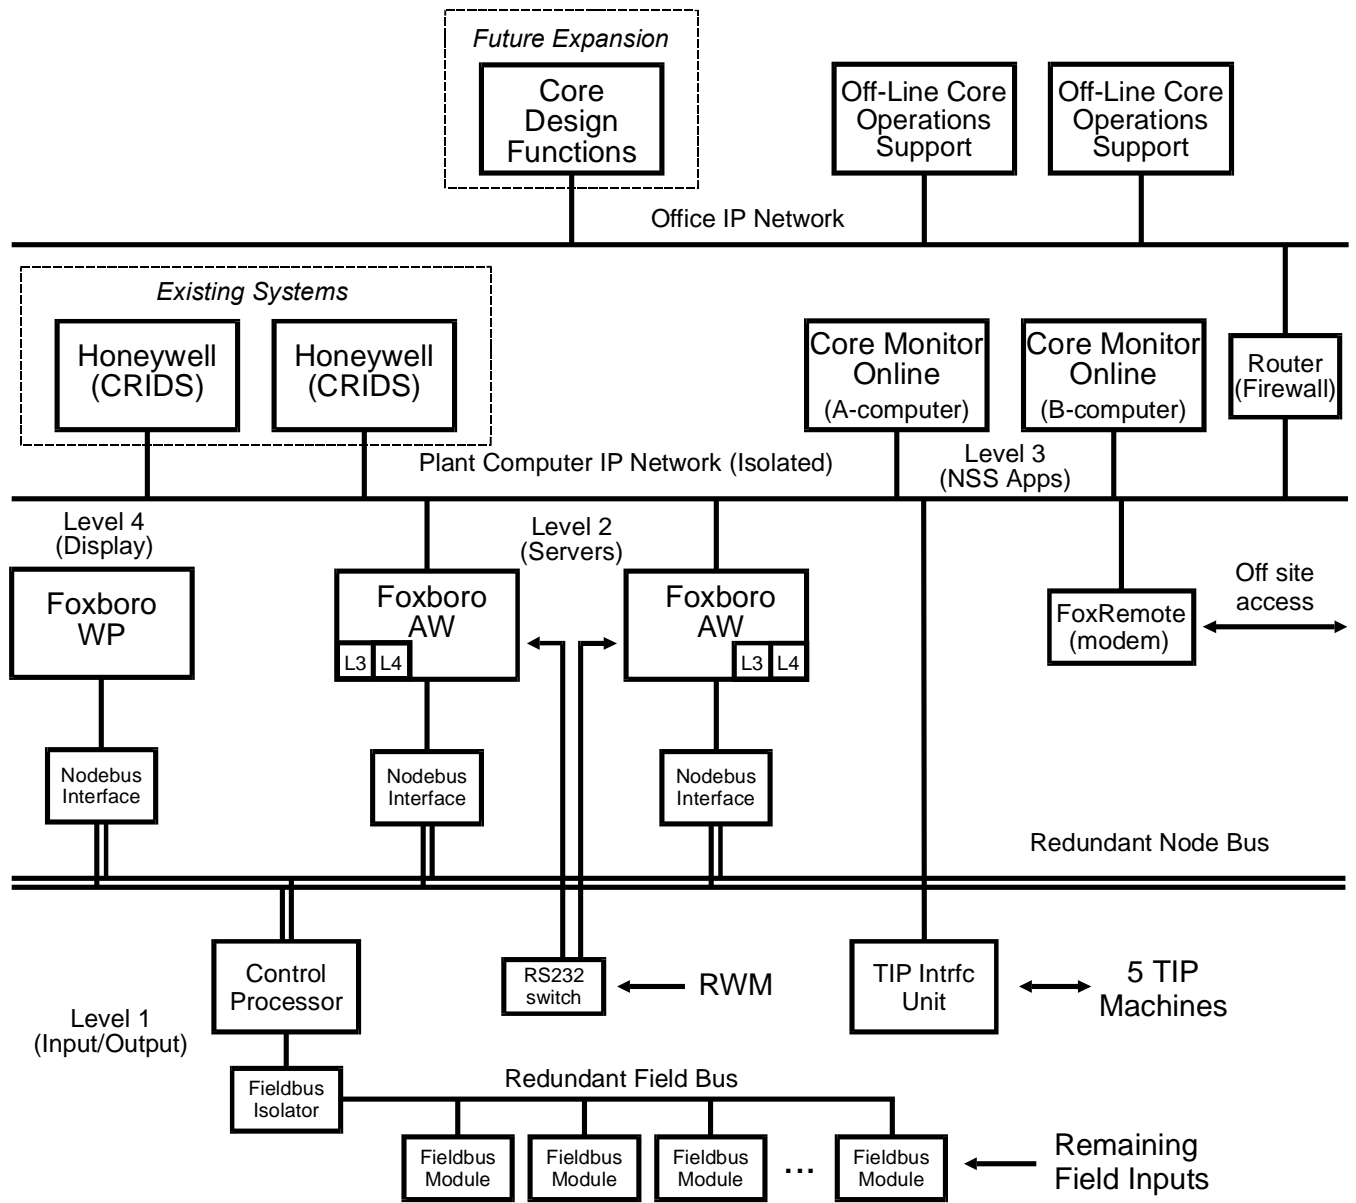 Future Expansion
Core
Design
Functions
Off-Line Core
Operations
Support
Off-Line Core
Operations
Support
Office IP Network
Existing Systems
Honeywell
(CRIDS)
Honeywell
(CRIDS)
Core Monitor
Online
(A-computer)
Core Monitor
Online
(B-computer)
Router
(Firewall)
Plant Computer IP Network (Isolated)
Level 3
(NSS Apps)
Level 4
(Display)
Level 2
(Servers)
Foxboro
WP
Foxboro
AW
L3
L4
Foxboro
AW
L3
L4
FoxRemote
(modem)
Off site
access
Nodebus
Interface
Nodebus
Interface
Nodebus
Interface
Redundant Node Bus
Control
Processor
RS232
switch
RWM
TIP Intrfc
Unit
5 TIP
Machines
Level 1
(Input/Output)
Fieldbus
Isolator
Redundant Field Bus
Fieldbus
Module
Fieldbus
Module
Fieldbus
Module
...
Fieldbus
Module
Remaining
Field Inputs